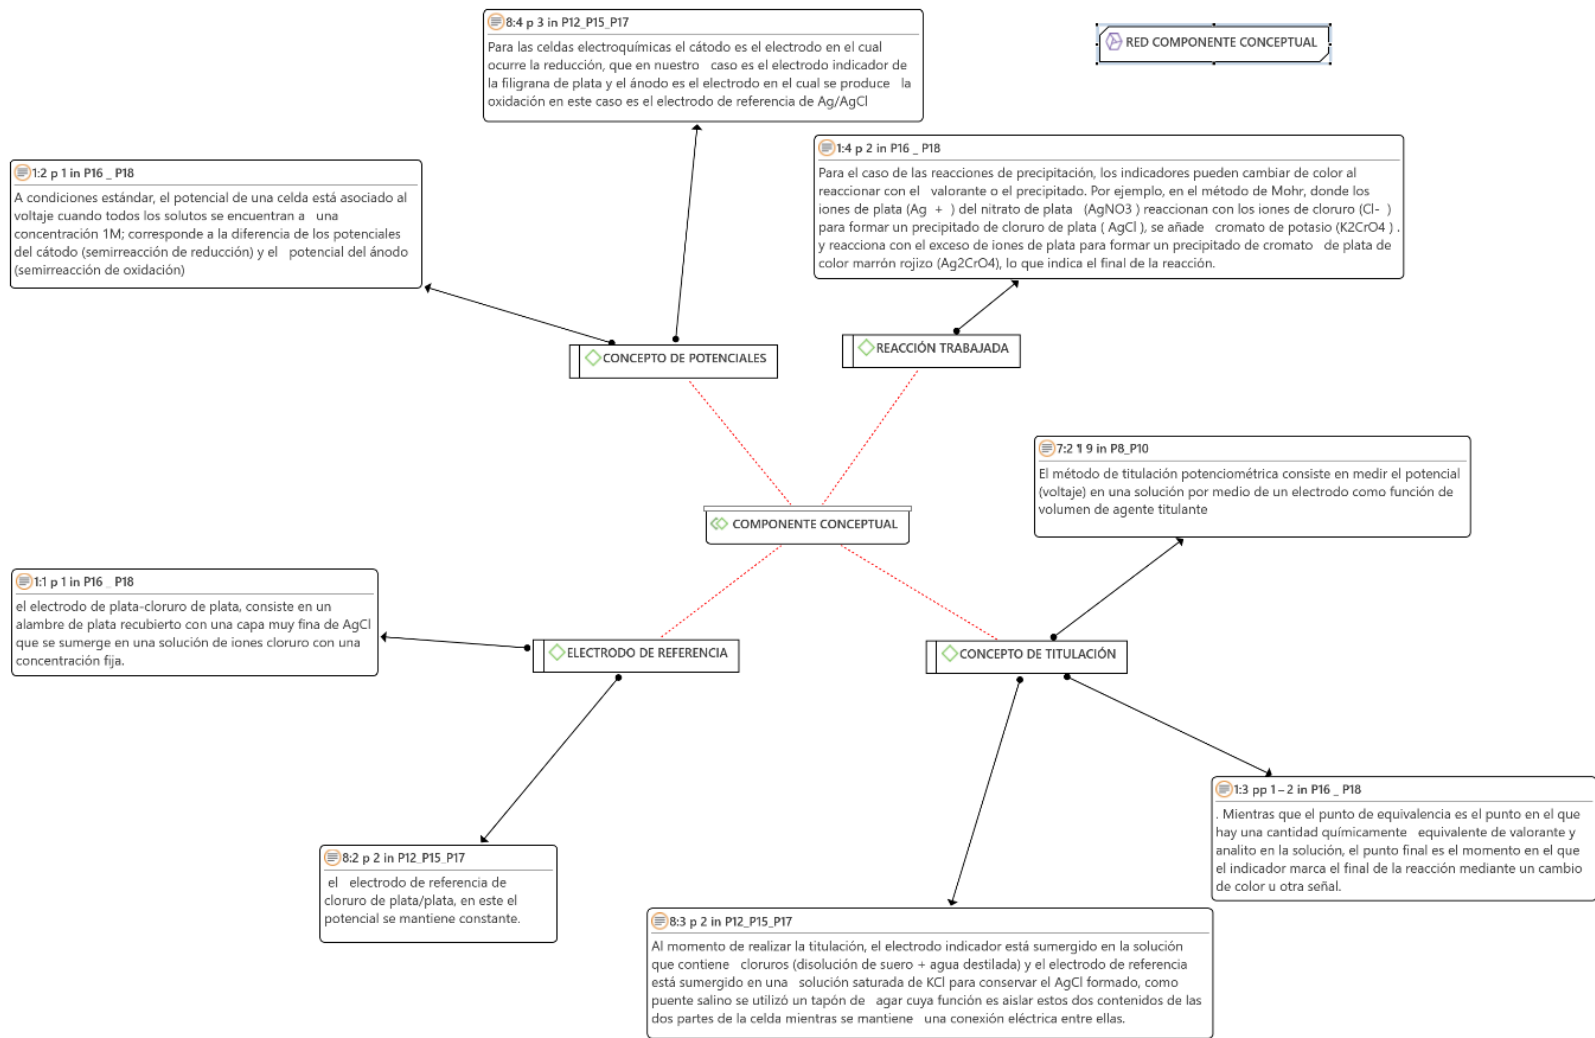 8:4 p 3 in P12_P15_P17
Para las celdas electroquímicas el cátodo es el electrodo en el cual
ocurre la reducción, que en nuestro caso es el electrodo indicador de
la filigrana de plata y el ánodo es el electrodo en el cual se produce la
oxidación en este caso es el electrodo de referencia de Ag/AgCl
RED COMPONENTE CONCEPTUAL
1:4 p 2 in P16 _ P18
Para el caso de las reacciones de precipitación, los indicadores pueden cambiar de color al
reaccionar con el valorante o el precipitado. Por ejemplo, en el método de Mohr, donde los
iones de plata (Ag + ) del nitrato de plata (AgNO3 ) reaccionan con los iones de cloruro (Cl- )
para formar un precipitado de cloruro de plata ( AgCl ), se añade cromato de potasio (K2CrO4 ) .
y reacciona con el exceso de iones de plata para formar un precipitado de cromato de plata de
color marrón rojizo (Ag2CrO4), lo que indica el final de la reacción.
1:2 p 1 in P16 _ P18
A condiciones estándar, el potencial de una celda está asociado al
voltaje cuando todos los solutos se encuentran a una
concentración 1M; corresponde a la diferencia de los potenciales
del cátodo (semirreacción de reducción) y el potencial del ánodo
(semirreacción de oxidación)
CONCEPTO DE POTENCIALES
REACCIÓN TRABAJADA
7:2 ¶ 9 in P8_P10
El método de titulación potenciométrica consiste en medir el potencial
(voltaje) en una solución por medio de un electrodo como función de
volumen de agente titulante
COMPONENTE CONCEPTUAL
1:1 p 1 in P16 _ P18
el electrodo de plata-cloruro de plata, consiste en un
alambre de plata recubierto con una capa muy fina de AgCl
que se sumerge en una solución de iones cloruro con una
concentración fija.
ELECTRODO DE REFERENCIA
CONCEPTO DE TITULACIÓN
1:3 pp 1 – 2 in P16 _ P18
. Mientras que el punto de equivalencia es el punto en el que
hay una cantidad químicamente equivalente de valorante y
analito en la solución, el punto final es el momento en el que
el indicador marca el final de la reacción mediante un cambio
de color u otra señal.
8:2 p 2 in P12_P15_P17
el electrodo de referencia de
cloruro de plata/plata, en este el
potencial se mantiene constante.
8:3 p 2 in P12_P15_P17
Al momento de realizar la titulación, el electrodo indicador está sumergido en la solución
que contiene cloruros (disolución de suero + agua destilada) y el electrodo de referencia
está sumergido en una solución saturada de KCl para conservar el AgCl formado, como
puente salino se utilizó un tapón de agar cuya función es aislar estos dos contenidos de las
dos partes de la celda mientras se mantiene una conexión eléctrica entre ellas.